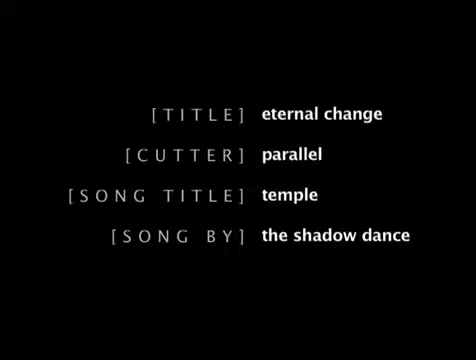 [TITLE] eternal change
[CUTTER] parallel
[SONG TITLE] temple
[SONG BY] the shadow dance